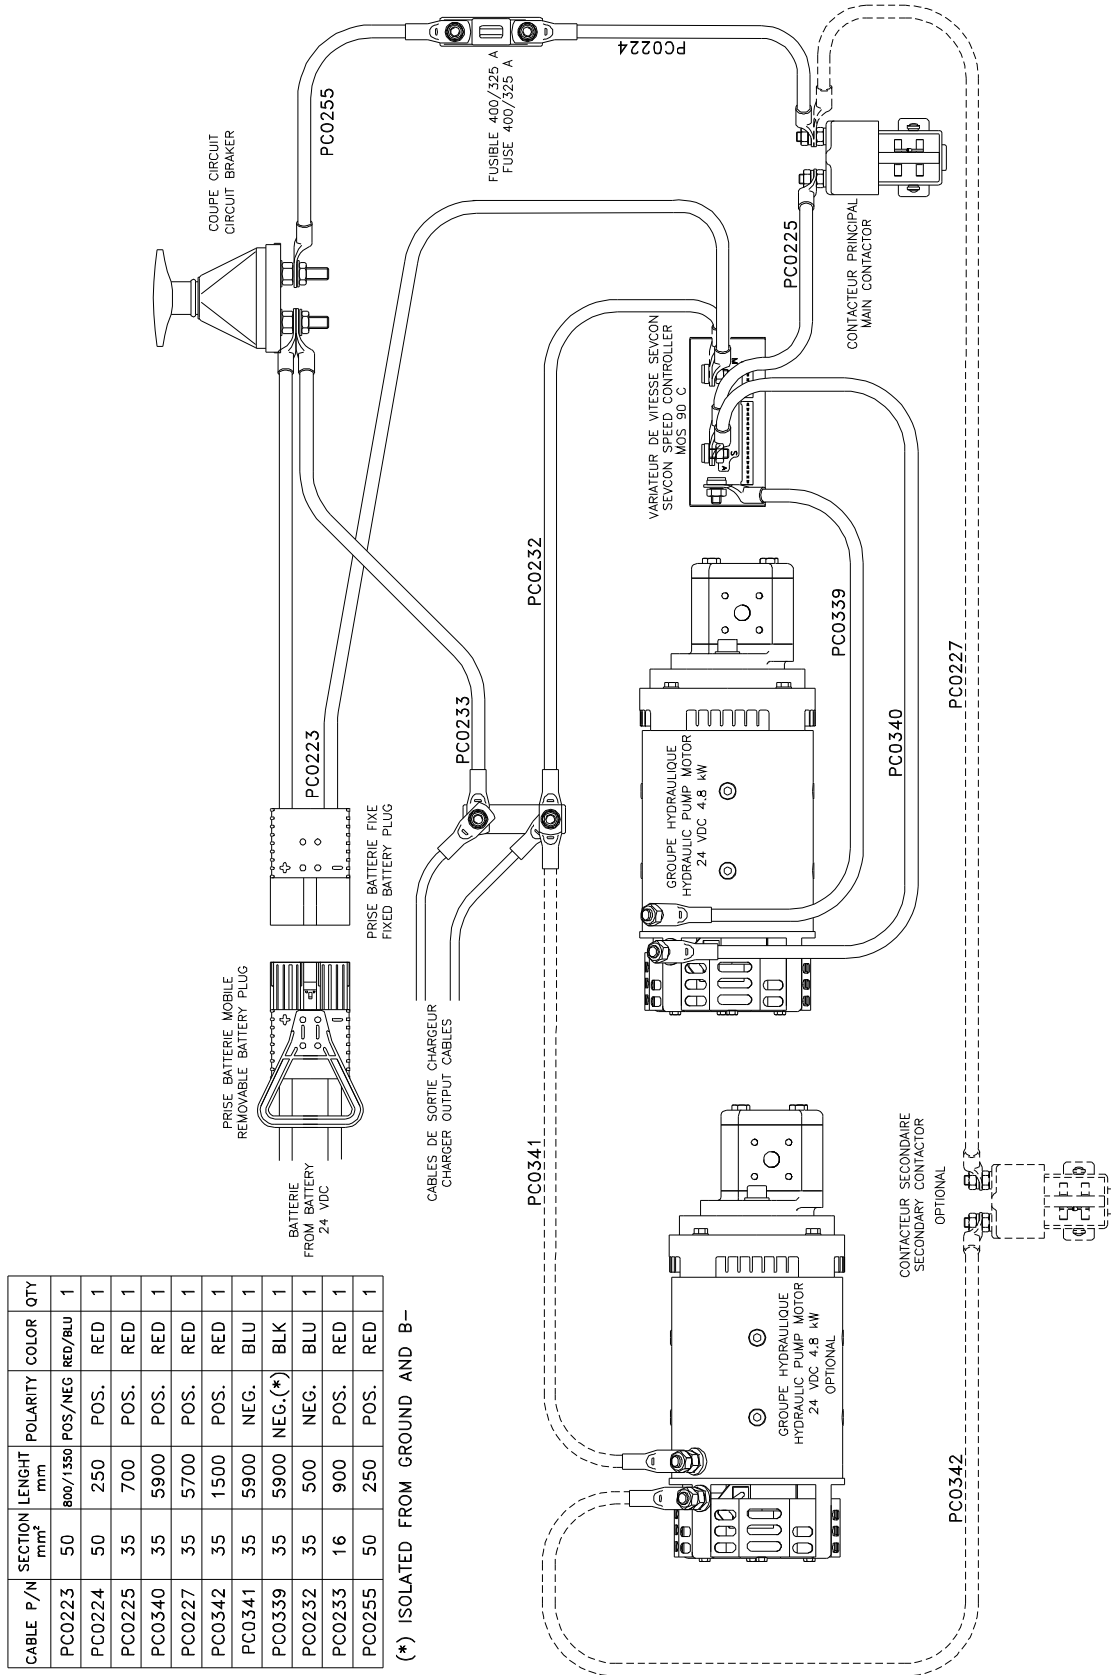 CABLE P/N SECTION mm² LENGHT mm POLARITY COLOR QTY
PC0223 50 800/1350 POS/NEG RED/BLU 1
PC0224 50 250 POS. RED 1
PC0225 35 700 POS. RED 1
PC0340 35 5900 POS. RED 1
PC0227 35 5700 POS. RED 1
PC0342 35 1500 POS. RED 1
PC0341 35 5900 NEG. BLU 1
PC0339 35 5900 NEG.(*) BLK 1
PC0232 35 500 NEG. BLU 1
PC0233 16 900 POS. RED 1
PC0255 50 250 POS. RED 1
(*) ISOLATED FROM GROUND AND B-
BATTERIE
FROM BATTERY
24 VDC
PRISE BATTERIE MOBILE
REMOVABLE BATTERY PLUG
+
-
PRISE BATTERIE FIXE
FIXED BATTERY PLUG
+
-
PC0223
COUPE CIRCUIT
CIRCUIT BRAKER
PC0255
FUSIBLE 400/325 A
FUSE 400/325 A
PC0224
CABLES DE SORTIE CHARGEUR
CHARGER OUTPUT CABLES
PC0233
PC0232
PC0341
VARIATEUR DE VITESSE SEVCON
SEVCON SPEED CONTROLLER
MOS 90 C
M
S
A
PC0225
CONTACTEUR PRINCIPAL
MAIN CONTACTOR
GROUPE HYDRAULIQUE
HYDRAULIC PUMP MOTOR
24 VDC 4.8 kW
PC0339
PC0340
PC0227
GROUPE HYDRAULIQUE
HYDRAULIC PUMP MOTOR
24 VDC 4.8 kW
OPTIONAL
CONTACTEUR SECONDAIRE
SECONDARY CONTACTOR
OPTIONAL
PC0342